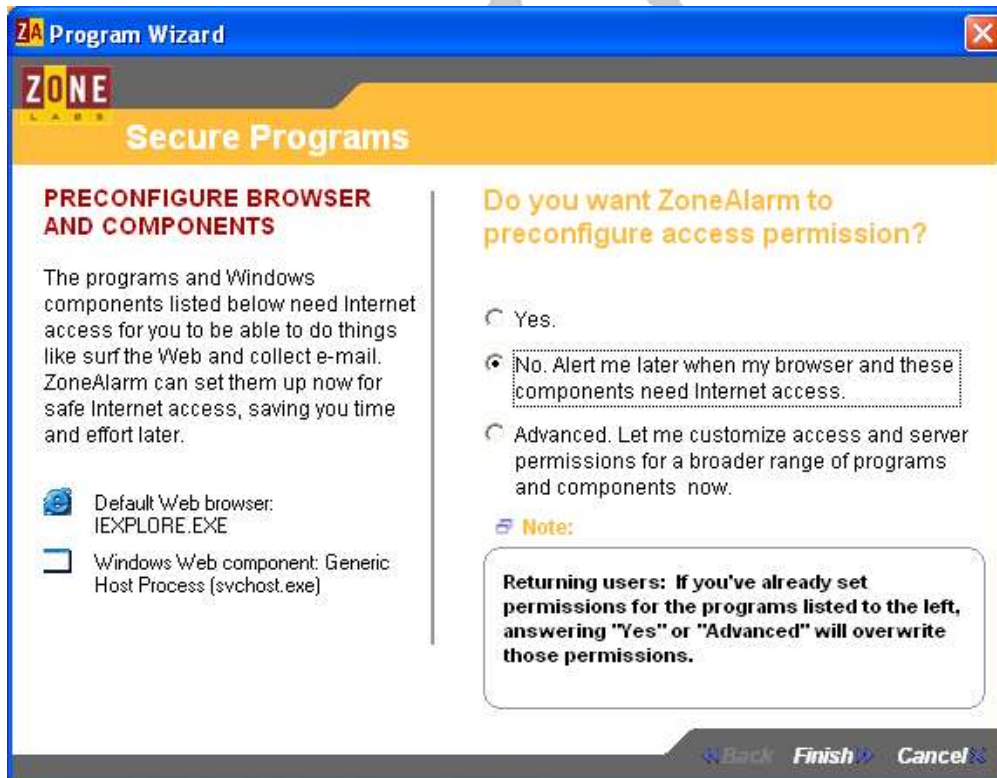 ZA Program Wizard
ZONE
LABS
Secure Programs
PRECONFIGURE BROWSER
AND COMPONENTS
The programs and Windows
components listed below need Internet
access for you to be able to do things
like surf the Web and collect e-mail.
ZoneAlarm can set them up now for
safe Internet access, saving you time
and effort later.
Default Web browser:
IEXPLORE.EXE
Windows Web component: Generic
Host Process (svchost.exe)
Do you want ZoneAlarm to
preconfigure access permission?
Yes.
No. Alert me later when my browser and these
components need Internet access.
Advanced. Let me customize access and server
permissions for a broader range of programs
and components now.
Note:
Returning users: If you've already set
permissions for the programs listed to the left,
answering "Yes" or "Advanced" will overwrite
those permissions.
Back Finish Cancel